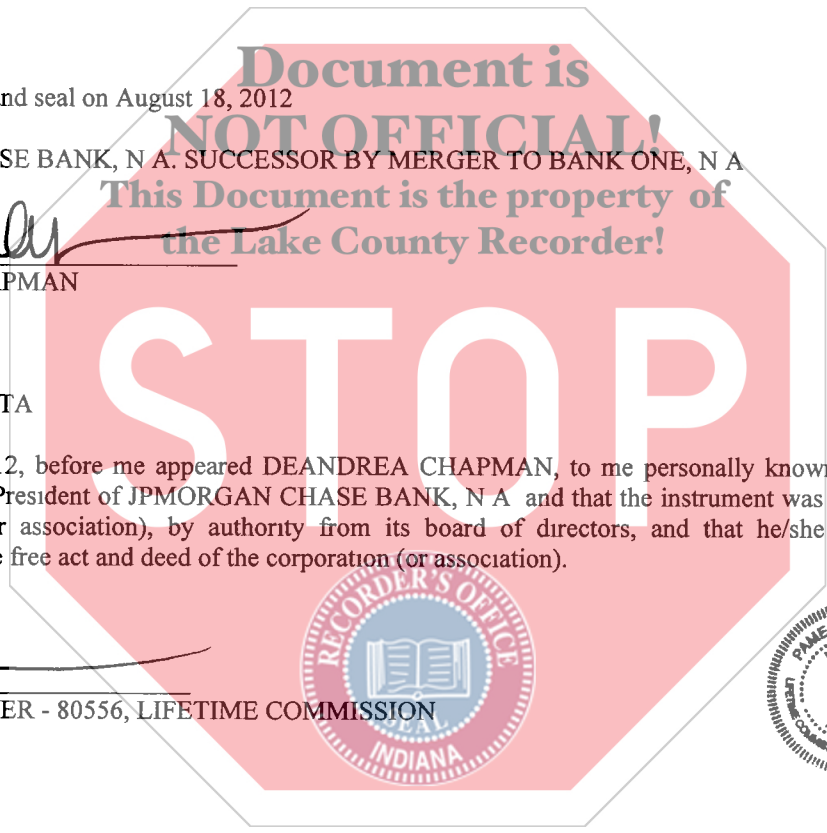 Document is
nd seal on August 18, 2012
NOT OFFICIAL!
SE BANK, N A. SUCCESSOR BY MERGER TO BANK ONE, N A
This Document is the property of
the Lake County Recorder!
PMAN
STOP
TA
2, before me appeared DEANDREA CHAPMAN, to me personally known
President of JPMORGAN CHASE BANK, N A and that the instrument was
r association), by authority from its board of directors, and that he/she
e free act and deed of the corporation (or association).
RECORDER'S OFFICE
SEAL
INDIANA
ER - 80556, LIFETIME COMMISSION
PAME
LIFETIME COMMIS